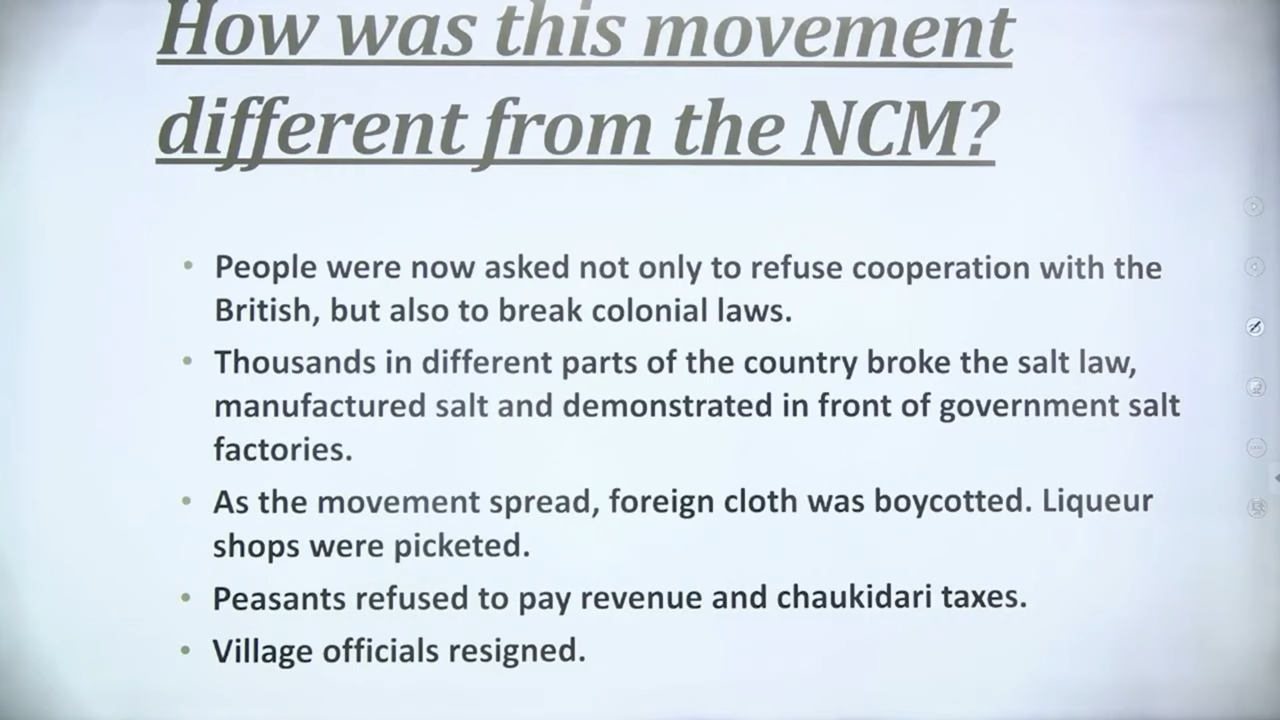 How was this movement
different from the NCM?
• People were now asked not only to refuse cooperation with the
British, but also to break colonial laws.
• Thousands in different parts of the country broke the salt law,
manufactured salt and demonstrated in front of government salt
factories.
• As the movement spread, foreign cloth was boycotted. Liqueur
shops were picketed.
• Peasants refused to pay revenue and chaukidari taxes.
• Village officials resigned.